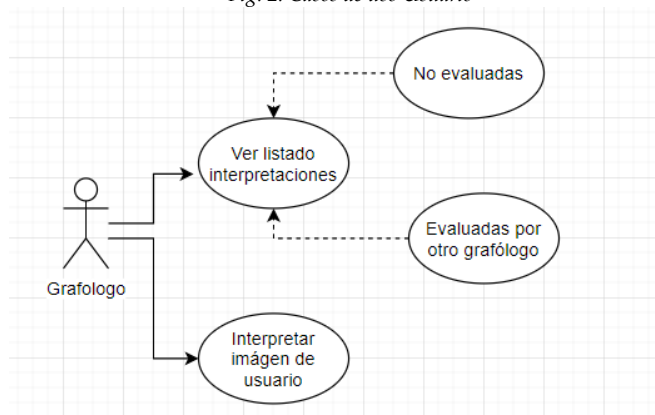 Fig. 2. Casos de uso Usuario
No evaluadas
Ver listado
interpretaciones
Evaluadas por
otro grafólogo
Grafologo
Interpretar
imágen de
usuario